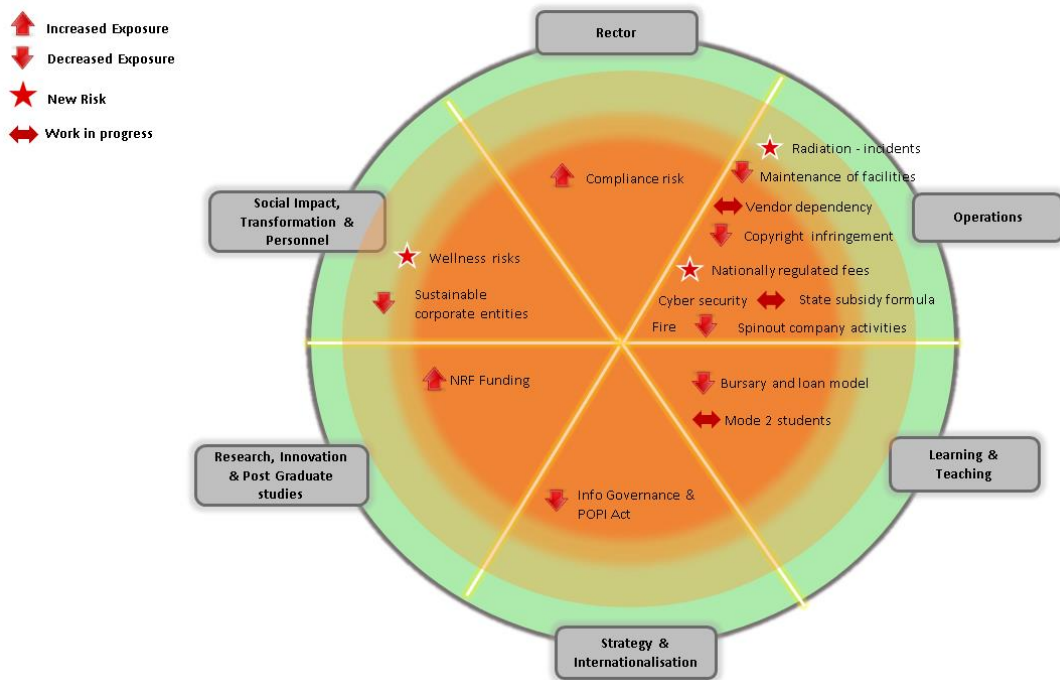 Increased Exposure
Decreased Exposure
New Risk
Work in progress
Rector
Radiation - incidents
Compliance risk
Maintenance of facilities
Social Impact,
Transformation &
Personnel
Vendor dependency
Operations
Copyright infringement
Wellness risks
Nationally regulated fees
Sustainable
corporate entities
Cyber security
State subsidy formula
Fire
Spinout company activities
NRF Funding
Bursary and loan model
Mode 2 students
Research, Innovation
& Post Graduate
studies
Learning &
Teaching
Info Governance &
POPI Act
Strategy &
Internationalisation